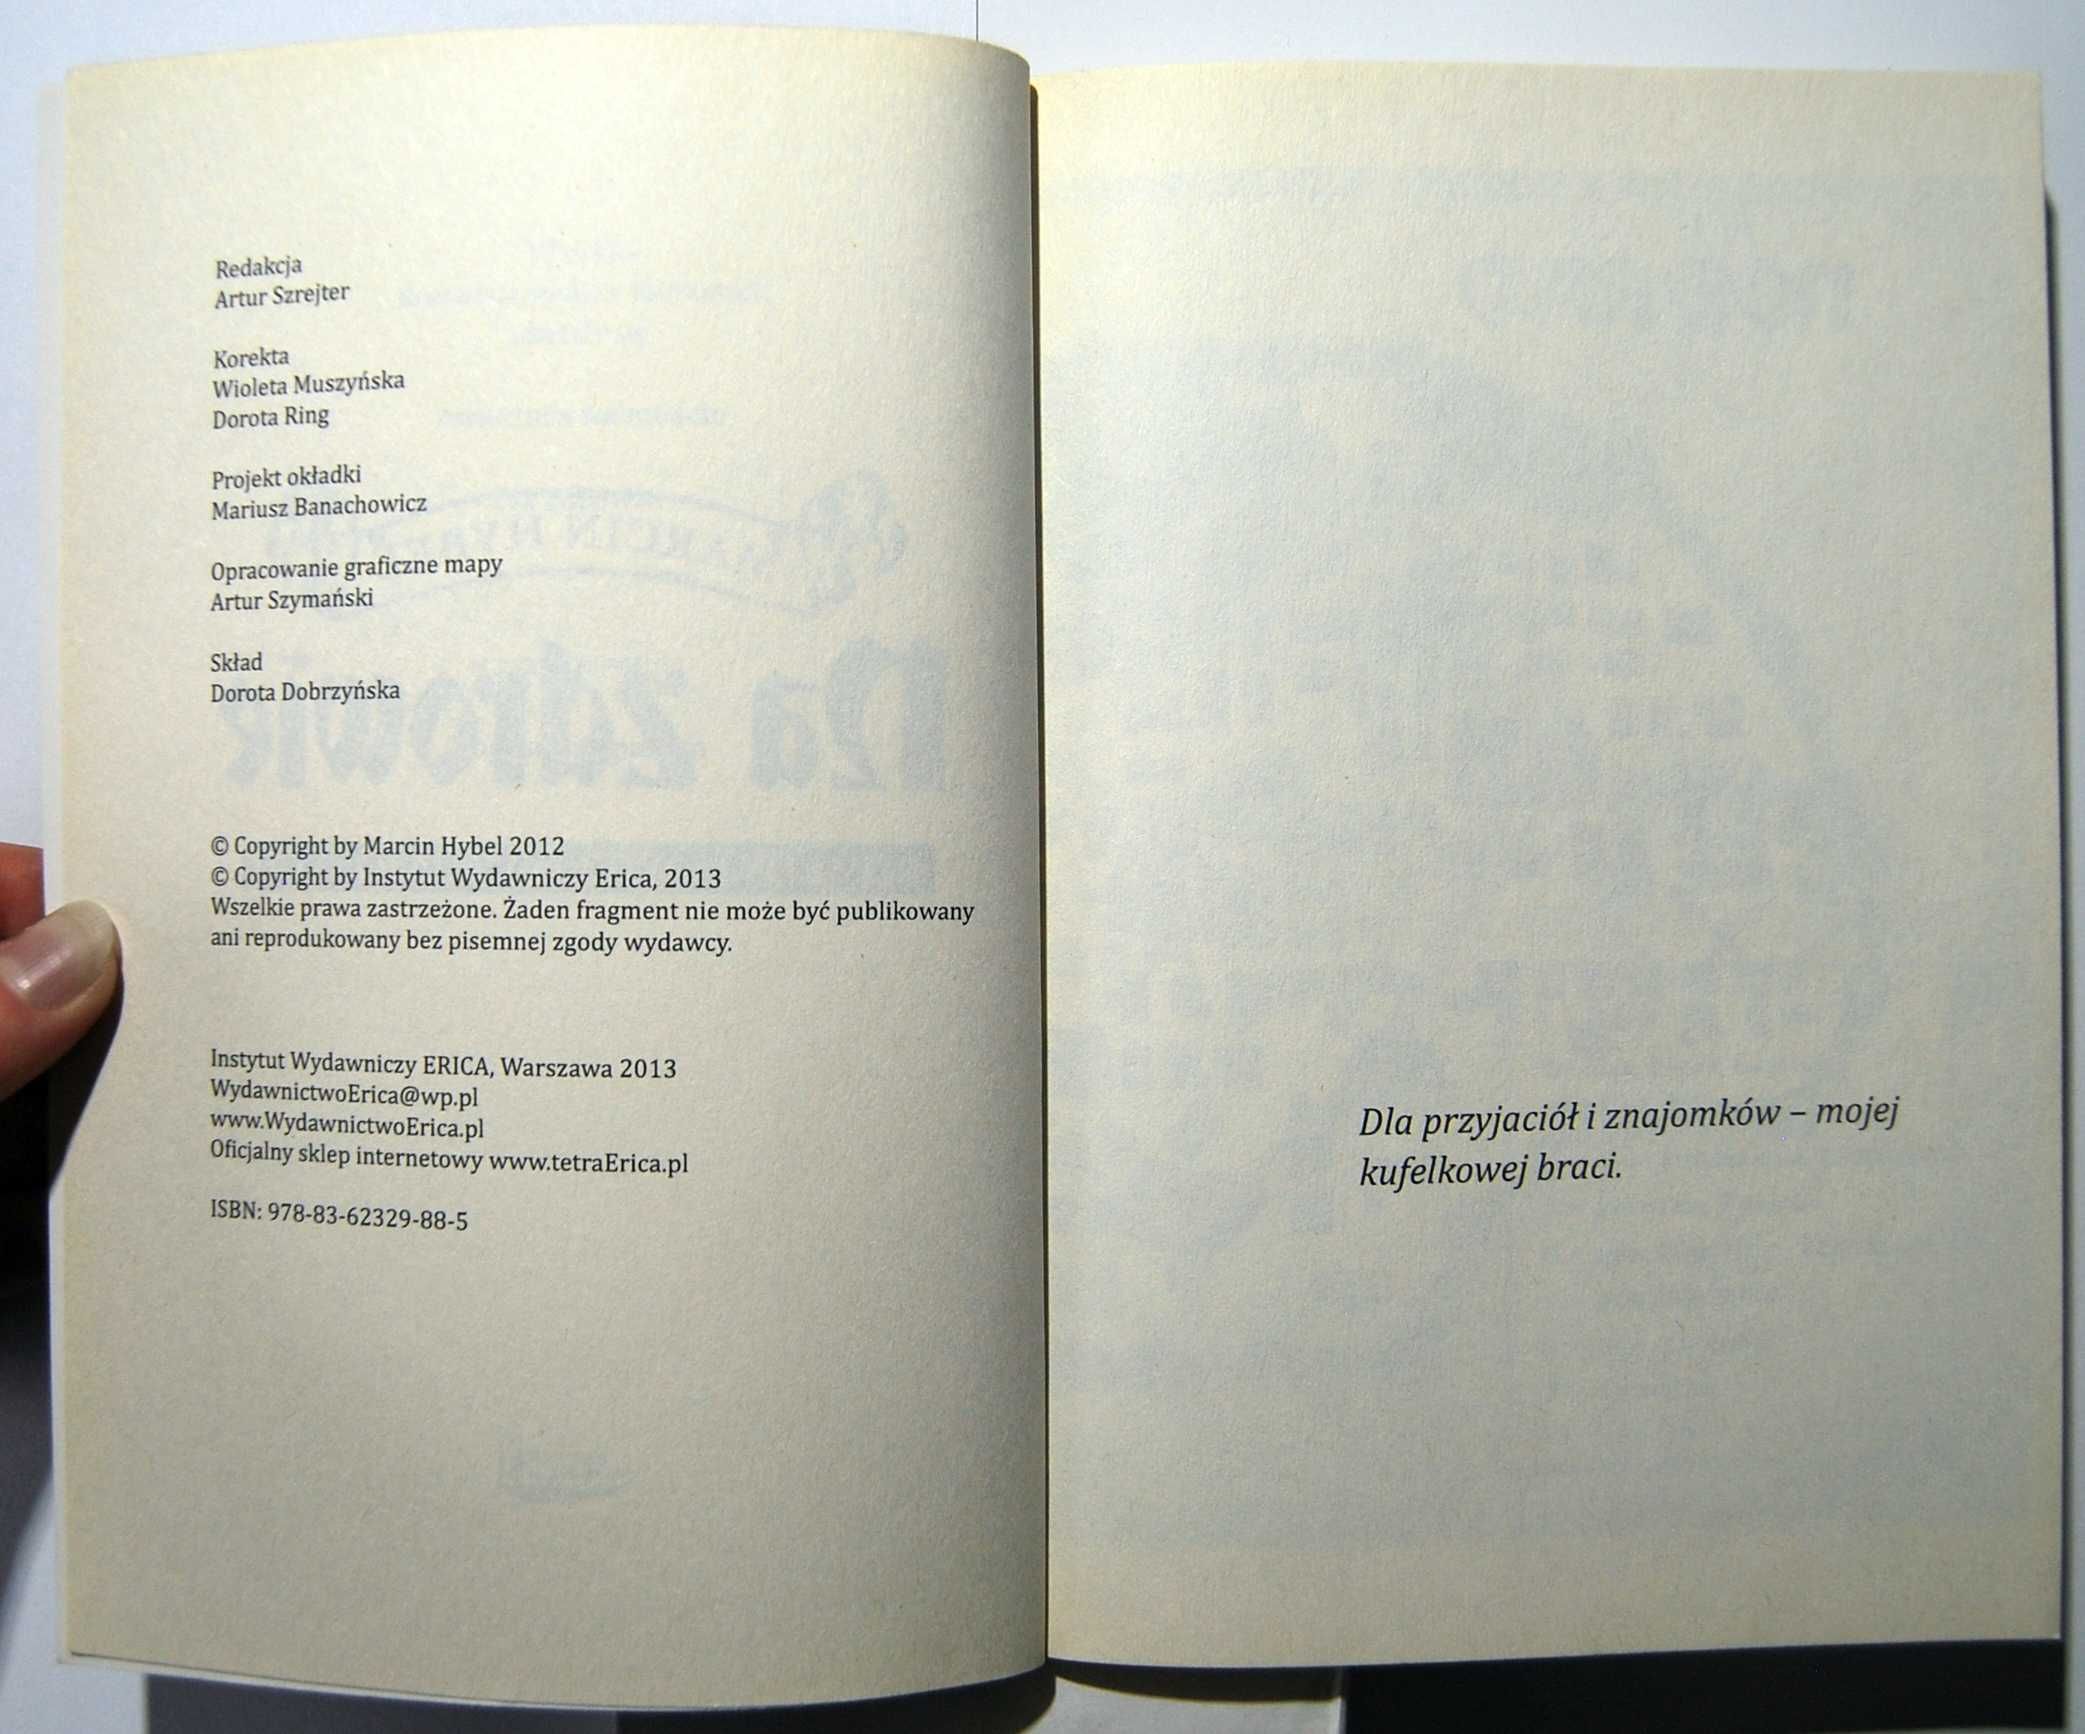 Redakcja
Artur Szrejter
Korekta
Wioleta Muszyńska
Dorota Ring
Projekt okładki
Mariusz Banachowicz
Opracowanie graficzne mapy
Artur Szymański
Skład
Dorota Dobrzyńska
© Copyright by Marcin Hybel 2012
© Copyright by Instytut Wydawniczy Erica, 2013
Wszelkie prawa zastrzeżone. Żaden fragment nie może być publikowany
ani reprodukowany bez pisemnej zgody wydawcy.
Instytut Wydawniczy ERICA, Warszawa 2013
WydawnictwoErica@wp.pl
www.WydawnictwoErica.pl
Oficjalny sklep internetowy www.tetraErica.pl
ISBN: 978-83-62329-88-5
Dla przyjaciół i znajomków – mojej
kufelkowej braci.